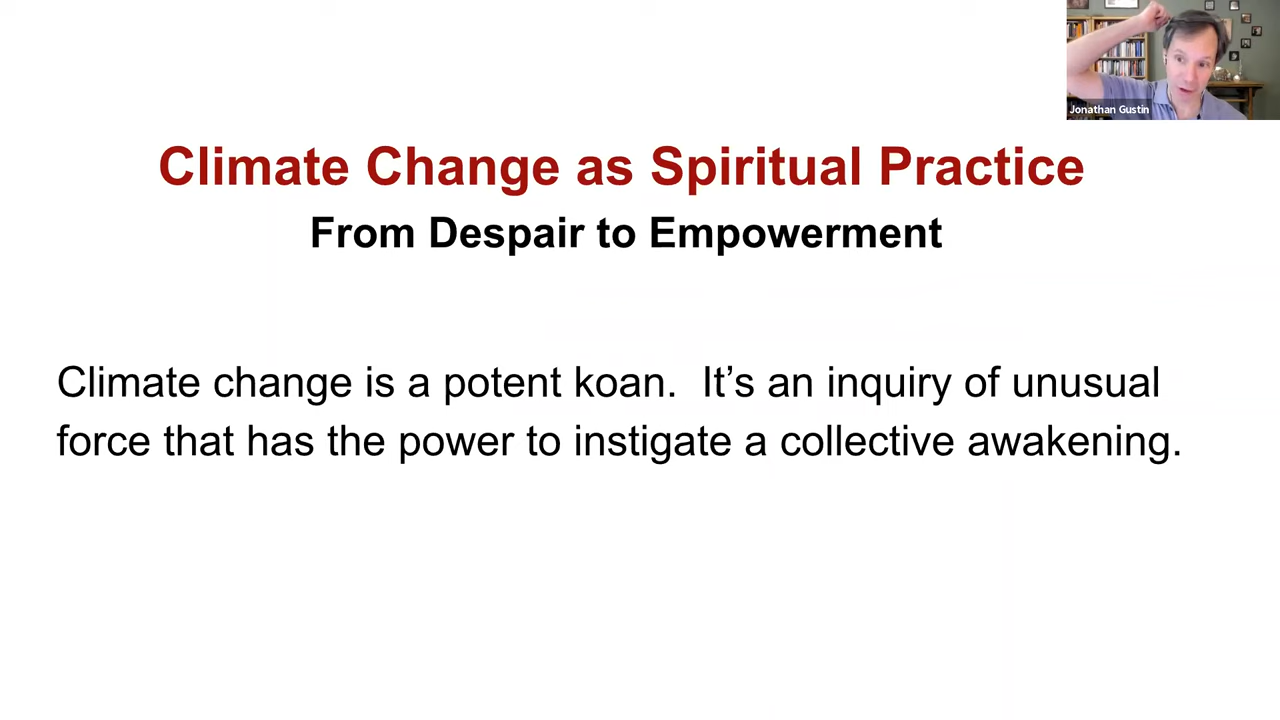 Jonathan Gustin
Climate Change as Spiritual Practice
From Despair to Empowerment
Climate change is a potent koan.  It’s an inquiry of unusual
force that has the power to instigate a collective awakening.